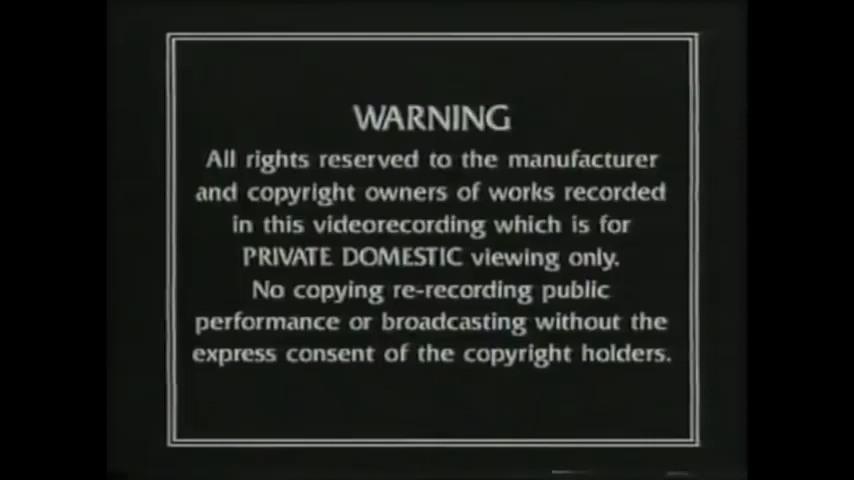 WARNING
All rights reserved to the manufacturer
and copyright owners of works recorded
in this videorecording which is for
PRIVATE DOMESTIC viewing only.
No copying re-recording public
performance or broadcasting without the
express consent of the copyright holders.